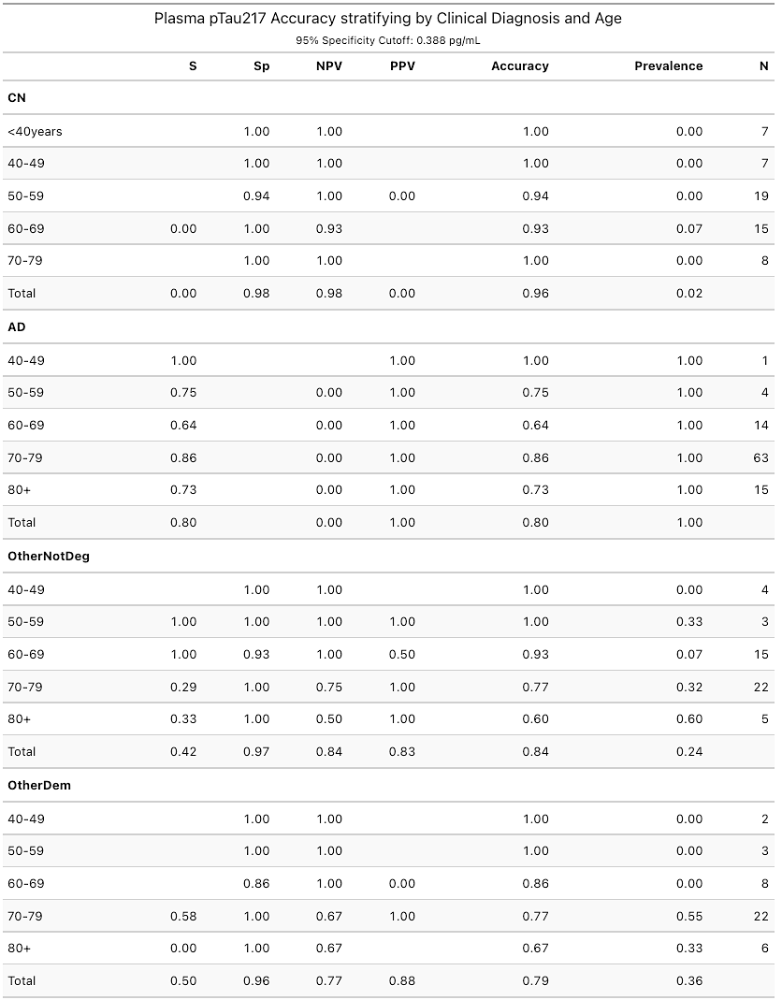 Plasma pTau217 Accuracy stratifying by Clinical Diagnosis and Age
95% Specificity Cutoff: 0.388 pg/mL
S Sp NPV PPV Accuracy Prevalence N
CN
<40years 1.00 1.00 1.00 0.00 7
40-49 1.00 1.00 1.00 0.00 7
50-59 0.94 1.00 0.00 0.94 0.00 19
60-69 0.00 1.00 0.93 0.93 0.07 15
70-79 1.00 1.00 1.00 0.00 8
Total 0.00 0.98 0.98 0.00 0.96 0.02
AD
40-49 1.00 1.00 1.00 1.00 1
50-59 0.75 0.00 1.00 0.75 1.00 4
60-69 0.64 0.00 1.00 0.64 1.00 14
70-79 0.86 0.00 1.00 0.86 1.00 63
80+ 0.73 0.00 1.00 0.73 1.00 15
Total 0.80 0.00 1.00 0.80 1.00
OtherNotDeg
40-49 1.00 1.00 1.00 0.00 4
50-59 1.00 1.00 1.00 1.00 1.00 0.33 3
60-69 1.00 0.93 1.00 0.50 0.93 0.07 15
70-79 0.29 1.00 0.75 1.00 0.77 0.32 22
80+ 0.33 1.00 0.50 1.00 0.60 0.60 5
Total 0.42 0.97 0.84 0.83 0.84 0.24
OtherDem
40-49 1.00 1.00 1.00 0.00 2
50-59 1.00 1.00 1.00 0.00 3
60-69 0.86 1.00 0.00 0.86 0.00 8
70-79 0.58 1.00 0.67 1.00 0.77 0.55 22
80+ 0.00 1.00 0.67 0.67 0.33 6
Total 0.50 0.96 0.77 0.88 0.79 0.36